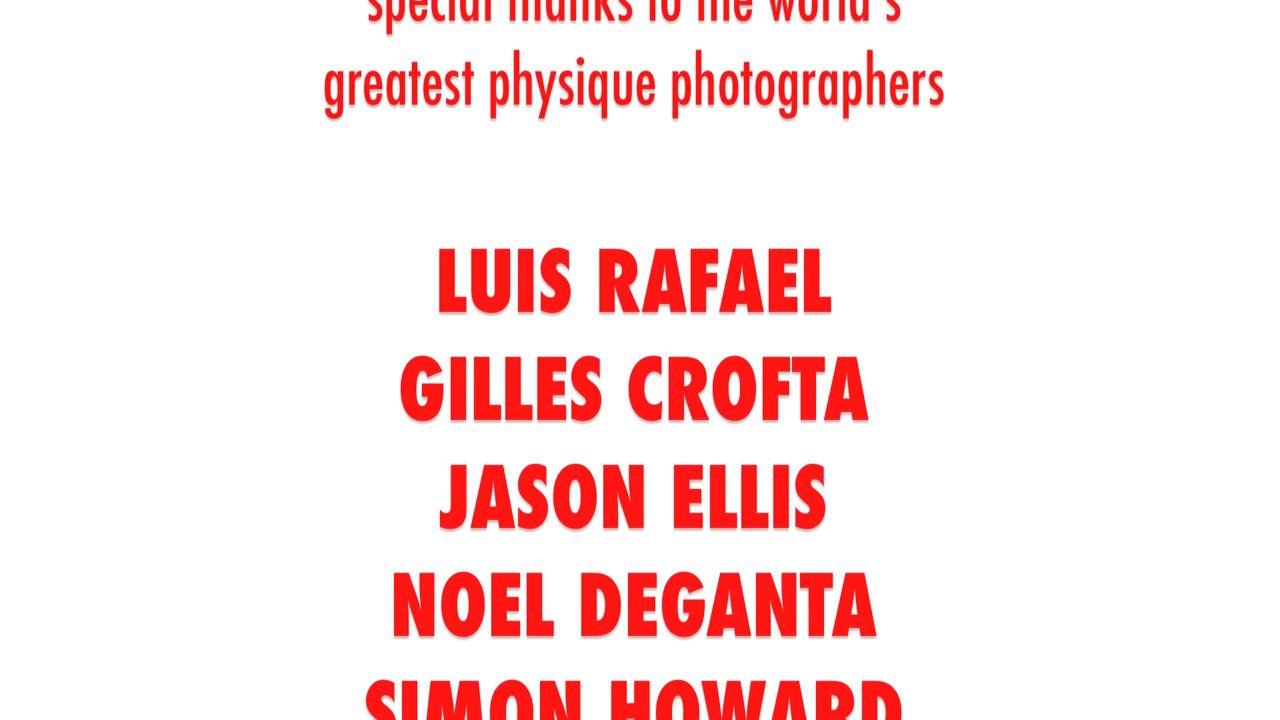 special thanks to the world's
greatest physique photographers
LUIS RAFAEL
GILLES CROFTA
JASON ELLIS
NOEL DEGANTA
SIMON HOWARD